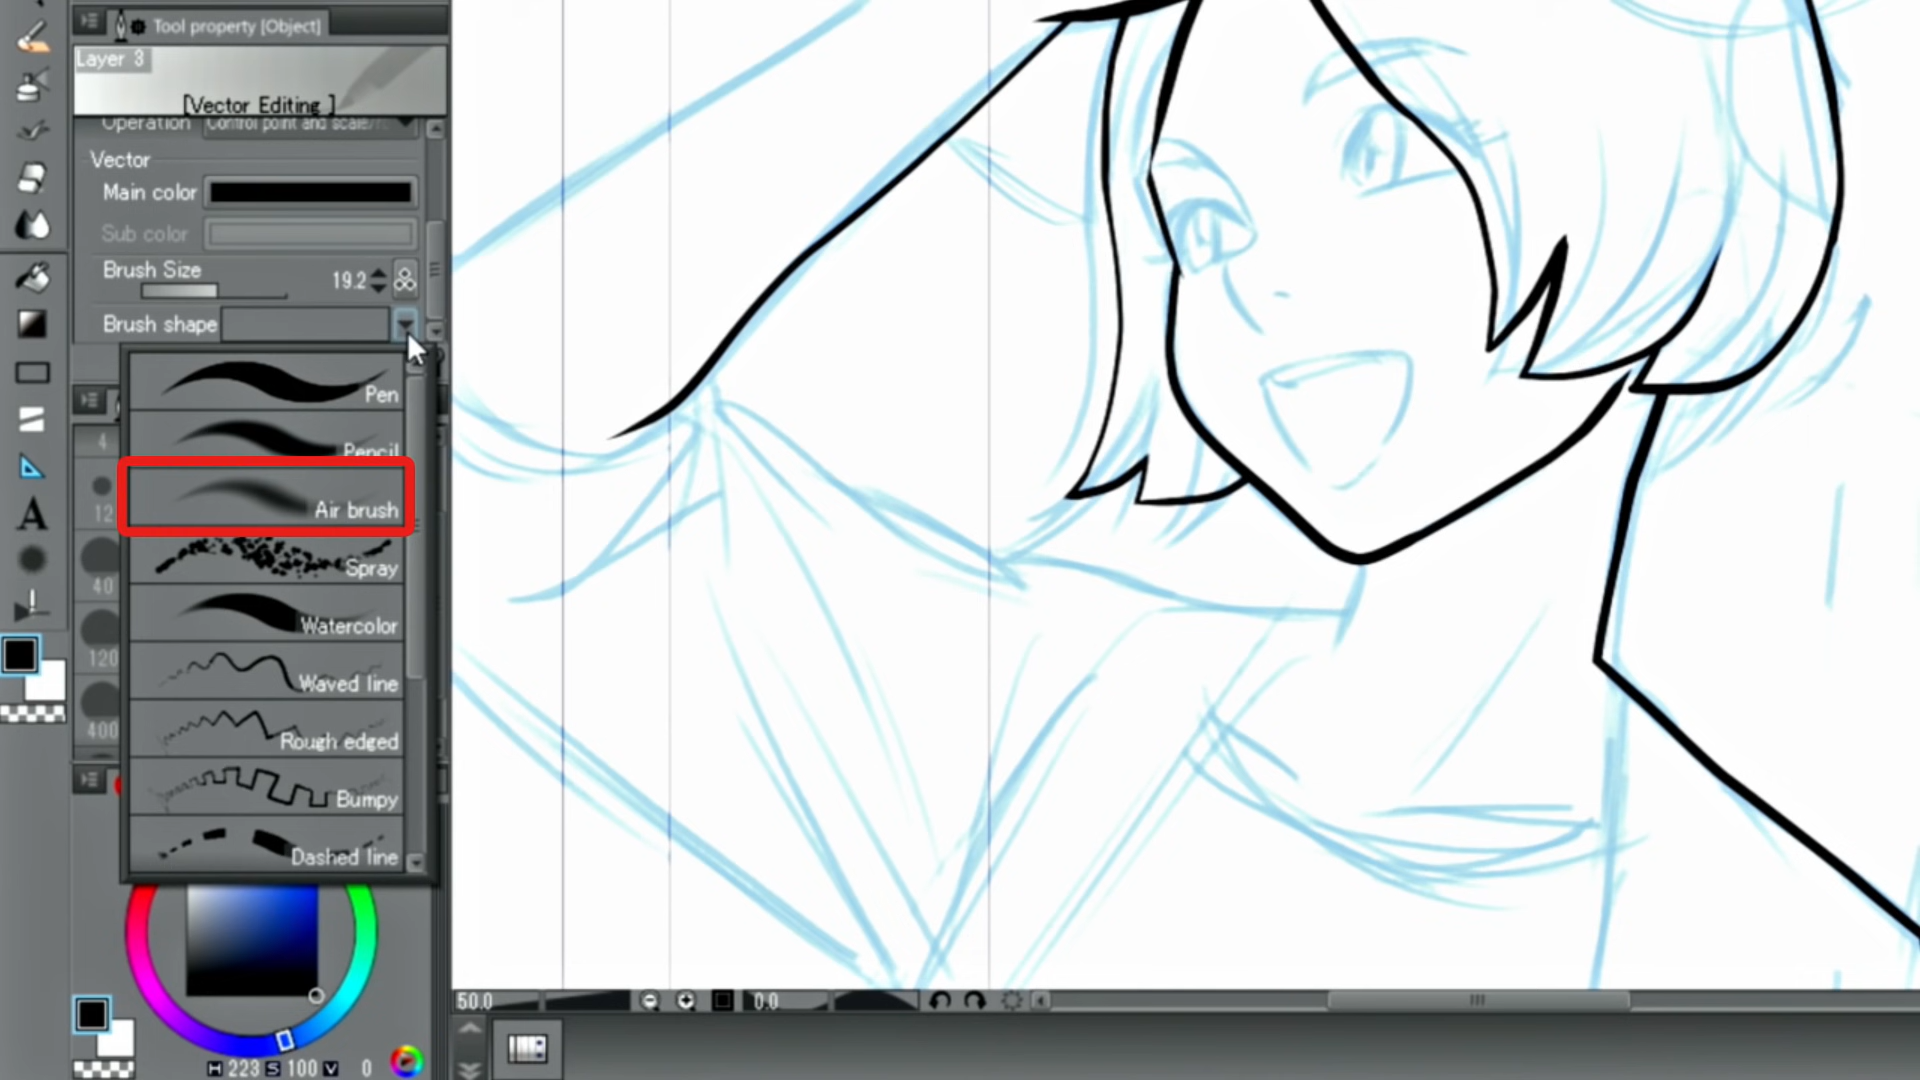 Tool property [Object]
Layer 3
[Vector Editing ]
Operation Control point and scale/
Vector
Main color
Sub color
Brush Size 19.2
Brush shape
Pen
Pencil
Air brush
Spray
Watercolor
Waved line
Rough edged
Bumpy
Dashed line
4
12
40
120
400
A
H 223 S 100 V 0
50.0
0.0